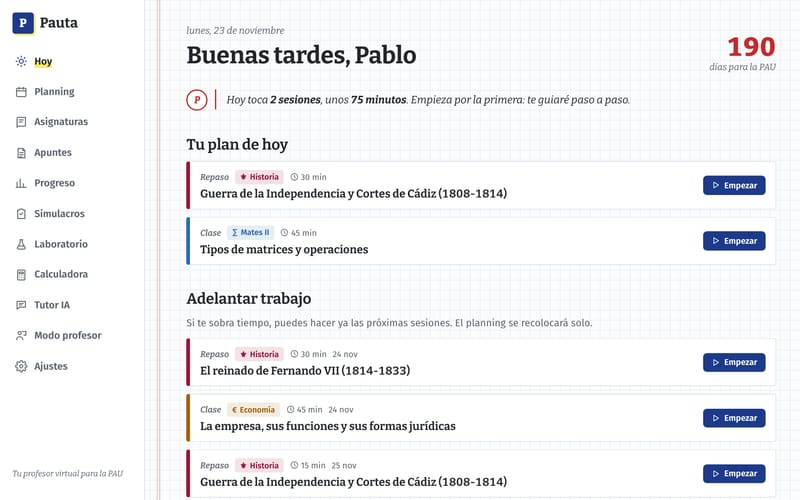 P Pauta
Hoy
Planning
Asignaturas
Apuntes
Progreso
Simulacros
Laboratorio
Calculadora
Tutor IA
Modo profesor
Ajustes
Tu profesor virtual para la PAU
lunes, 23 de noviembre
Buenas tardes, Pablo
190
días para la PAU
P Hoy toca 2 sesiones, unos 75 minutos. Empieza por la primera: te guiaré paso a paso.
Tu plan de hoy
Repaso Historia 30 min
Guerra de la Independencia y Cortes de Cádiz (1808-1814)
Empezar
Clase Σ Mates II 45 min
Tipos de matrices y operaciones
Empezar
Adelantar trabajo
Si te sobra tiempo, puedes hacer ya las próximas sesiones. El planning se recolocará solo.
Repaso Historia 30 min 24 nov
El reinado de Fernando VII (1814-1833)
Empezar
Clase € Economía 45 min 24 nov
La empresa, sus funciones y sus formas jurídicas
Empezar
Repaso Historia 15 min 25 nov
Guerra de la Independencia y Cortes de Cádiz (1808-1814)
Empezar